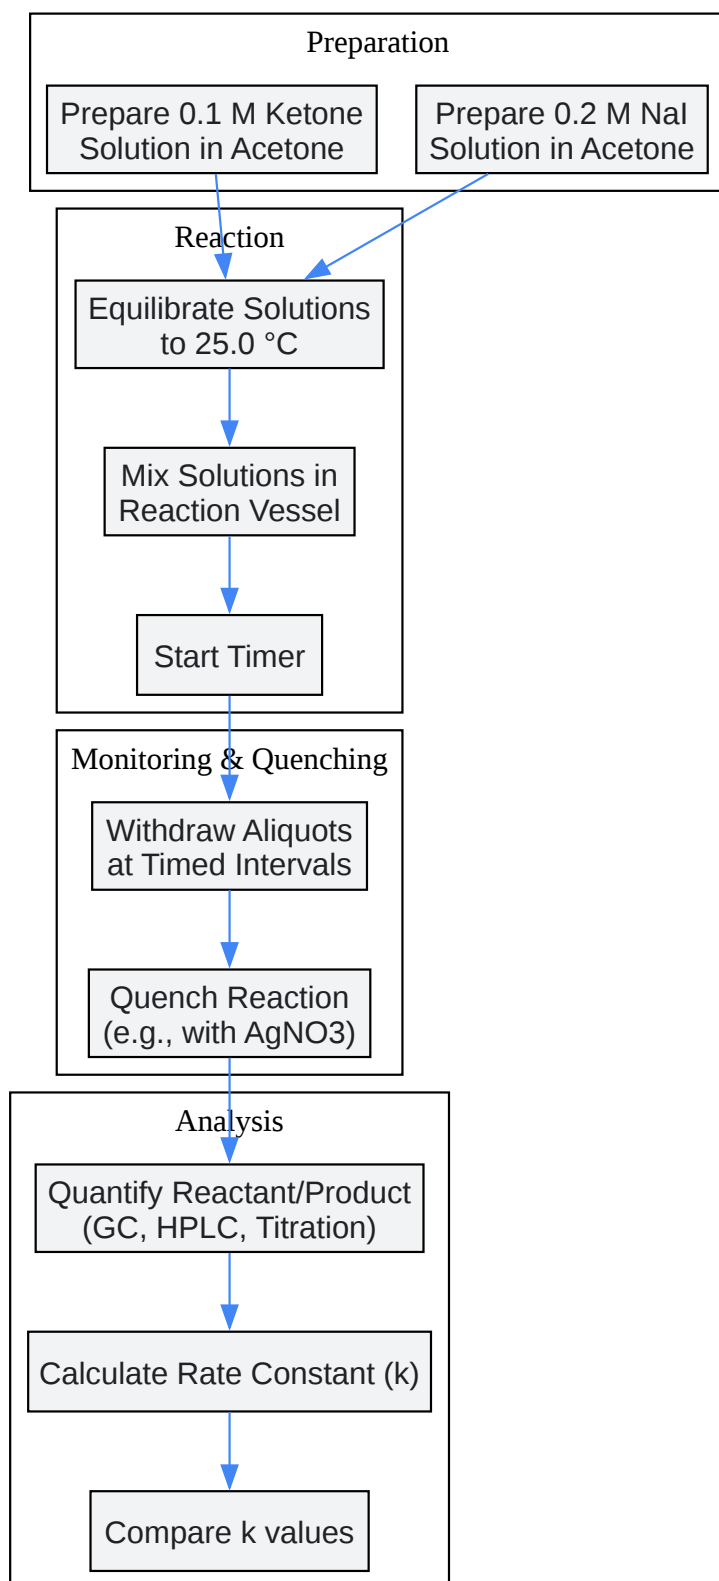 Preparation
Prepare 0.1 M Ketone
Solution in Acetone
Prepare 0.2 M NaI
Solution in Acetone
Reaction
Equilibrate Solutions
to 25.0 °C
Mix Solutions in
Reaction Vessel
Start Timer
Monitoring & Quenching
Withdraw Aliquots
at Timed Intervals
Quench Reaction
(e.g., with AgNO3)
Analysis
Quantify Reactant/Product
(GC, HPLC, Titration)
Calculate Rate Constant (k)
Compare k values